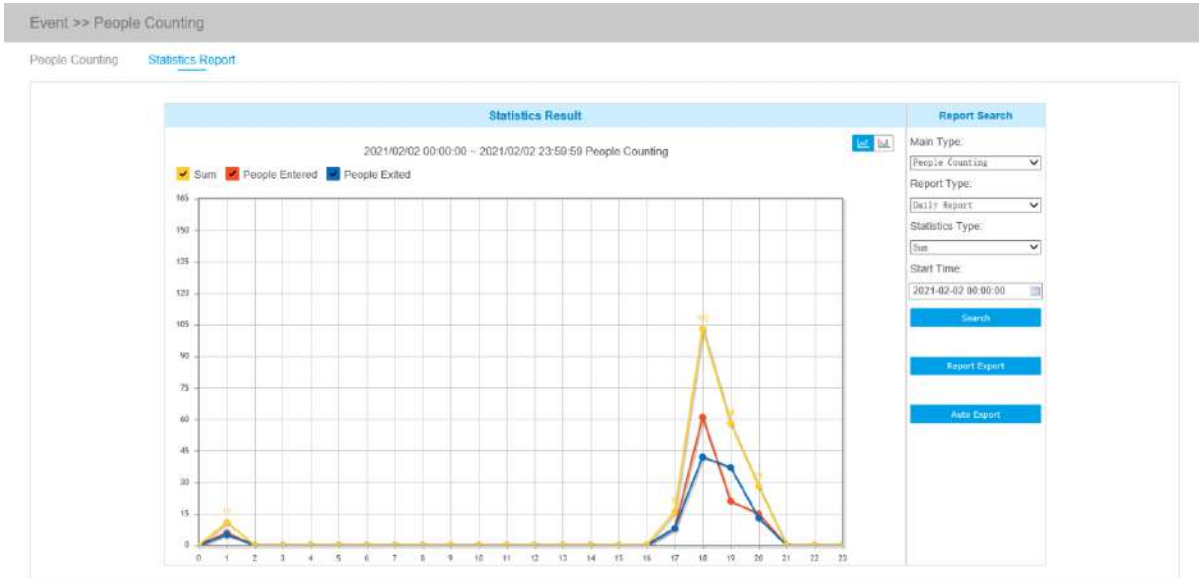 Event >> People Counting
People Counting Statistics Report
Statistics Result
2021/02/02 00:00:00 ~ 2021/02/02 23:59:59 People Counting
Sum People Entered People Exited
165
150
135
120
105
90
75
60
45
30
15
0
0 1 2 3 4 5 6 7 8 9 10 11 12 13 14 15 16 17 18 19 20 21 22 23
Report Search
Main Type:
People Counting
Report Type:
Daily Report
Statistics Type:
Sum
Start Time:
2021-02-02 00:00:00
Search
Report Export
Auto Export